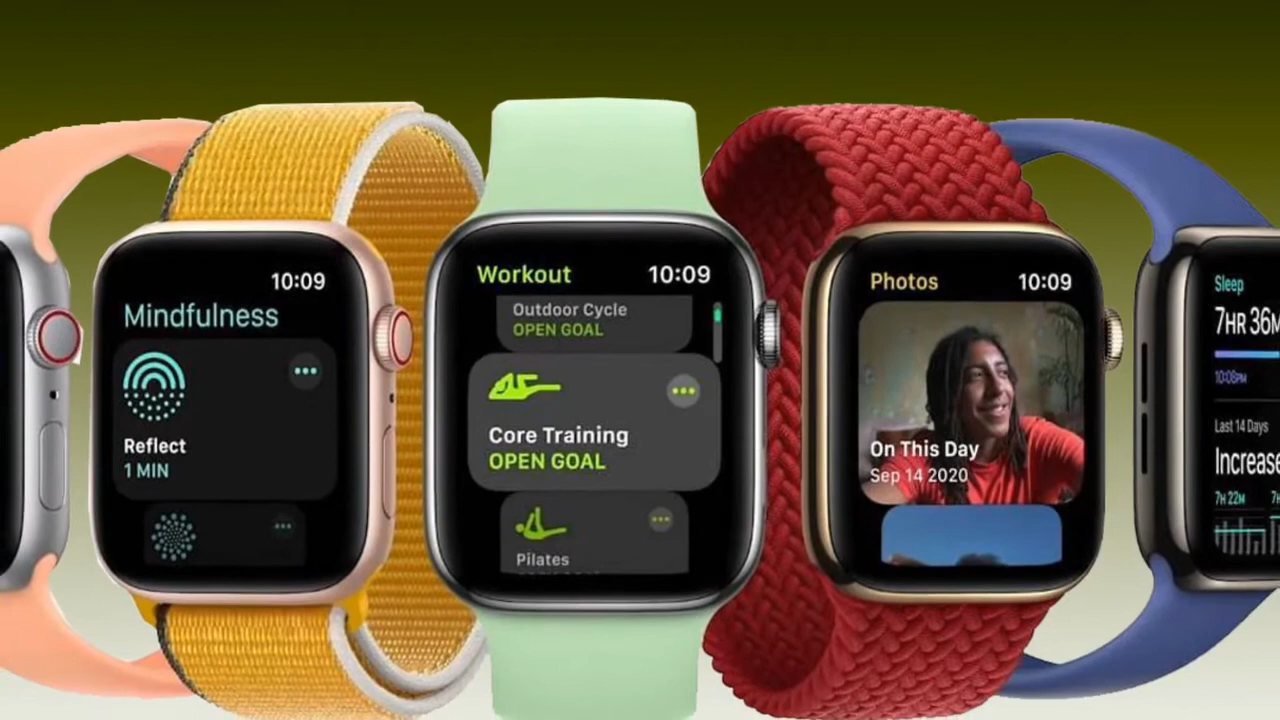 10:09
Mindfulness
Reflect
1 MIN
Workout 10:09
Outdoor Cycle
OPEN GOAL
Core Training
OPEN GOAL
Pilates
Photos 10:09
On This Day
Sep 14 2020
Sleep
7HR 36M
10:08PM
Last 14 Days
Increase
7h 22m